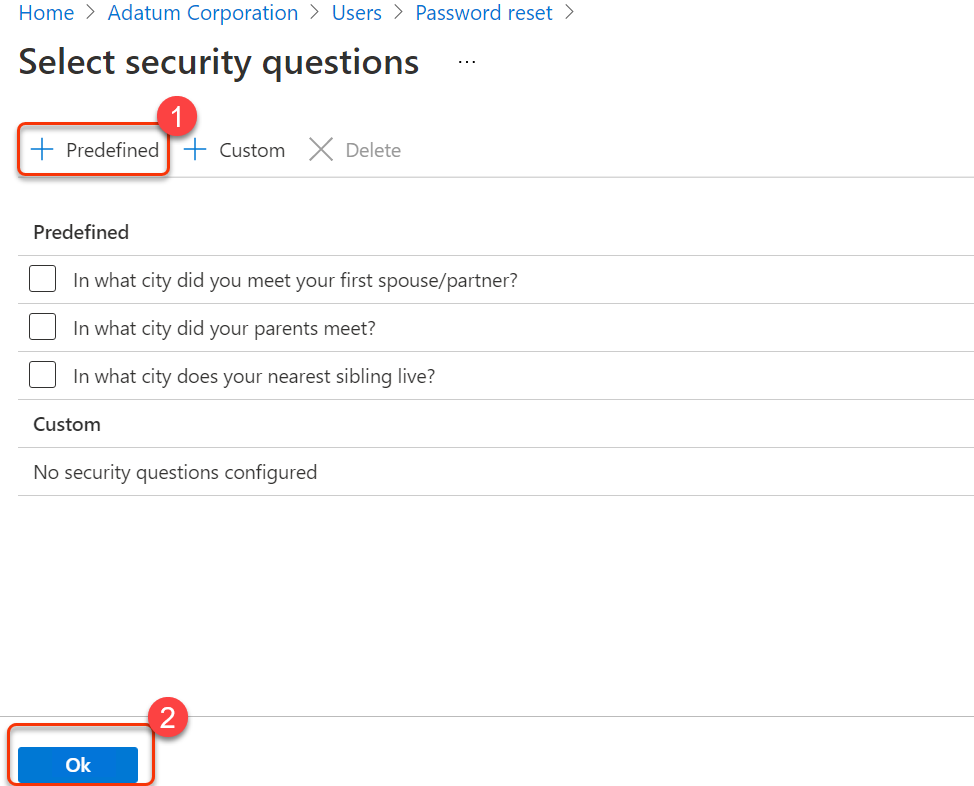 Home > Adatum Corporation > Users > Password reset >
Select security questions ...
1
+ Predefined + Custom × Delete
Predefined
In what city did you meet your first spouse/partner?
In what city did your parents meet?
In what city does your nearest sibling live?
Custom
No security questions configured
2
Ok